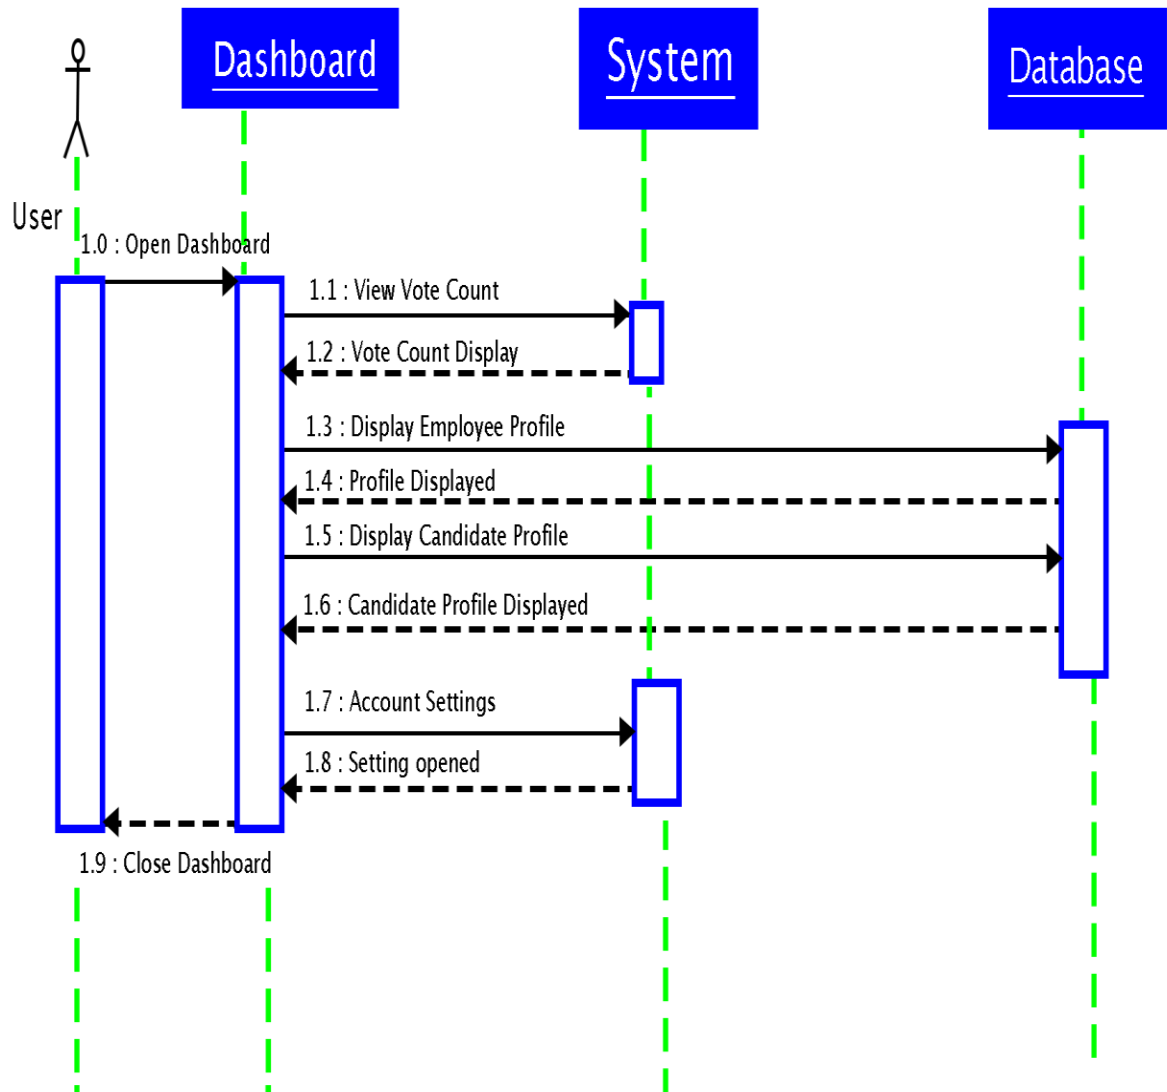 Dashboard
System
Database
User
1.0 : Open Dashboard
1.1 : View Vote Count
1.2 : Vote Count Display
1.3 : Display Employee Profile
1.4 : Profile Displayed
1.5 : Display Candidate Profile
1.6 : Candidate Profile Displayed
1.7 : Account Settings
1.8 : Setting opened
1.9 : Close Dashboard